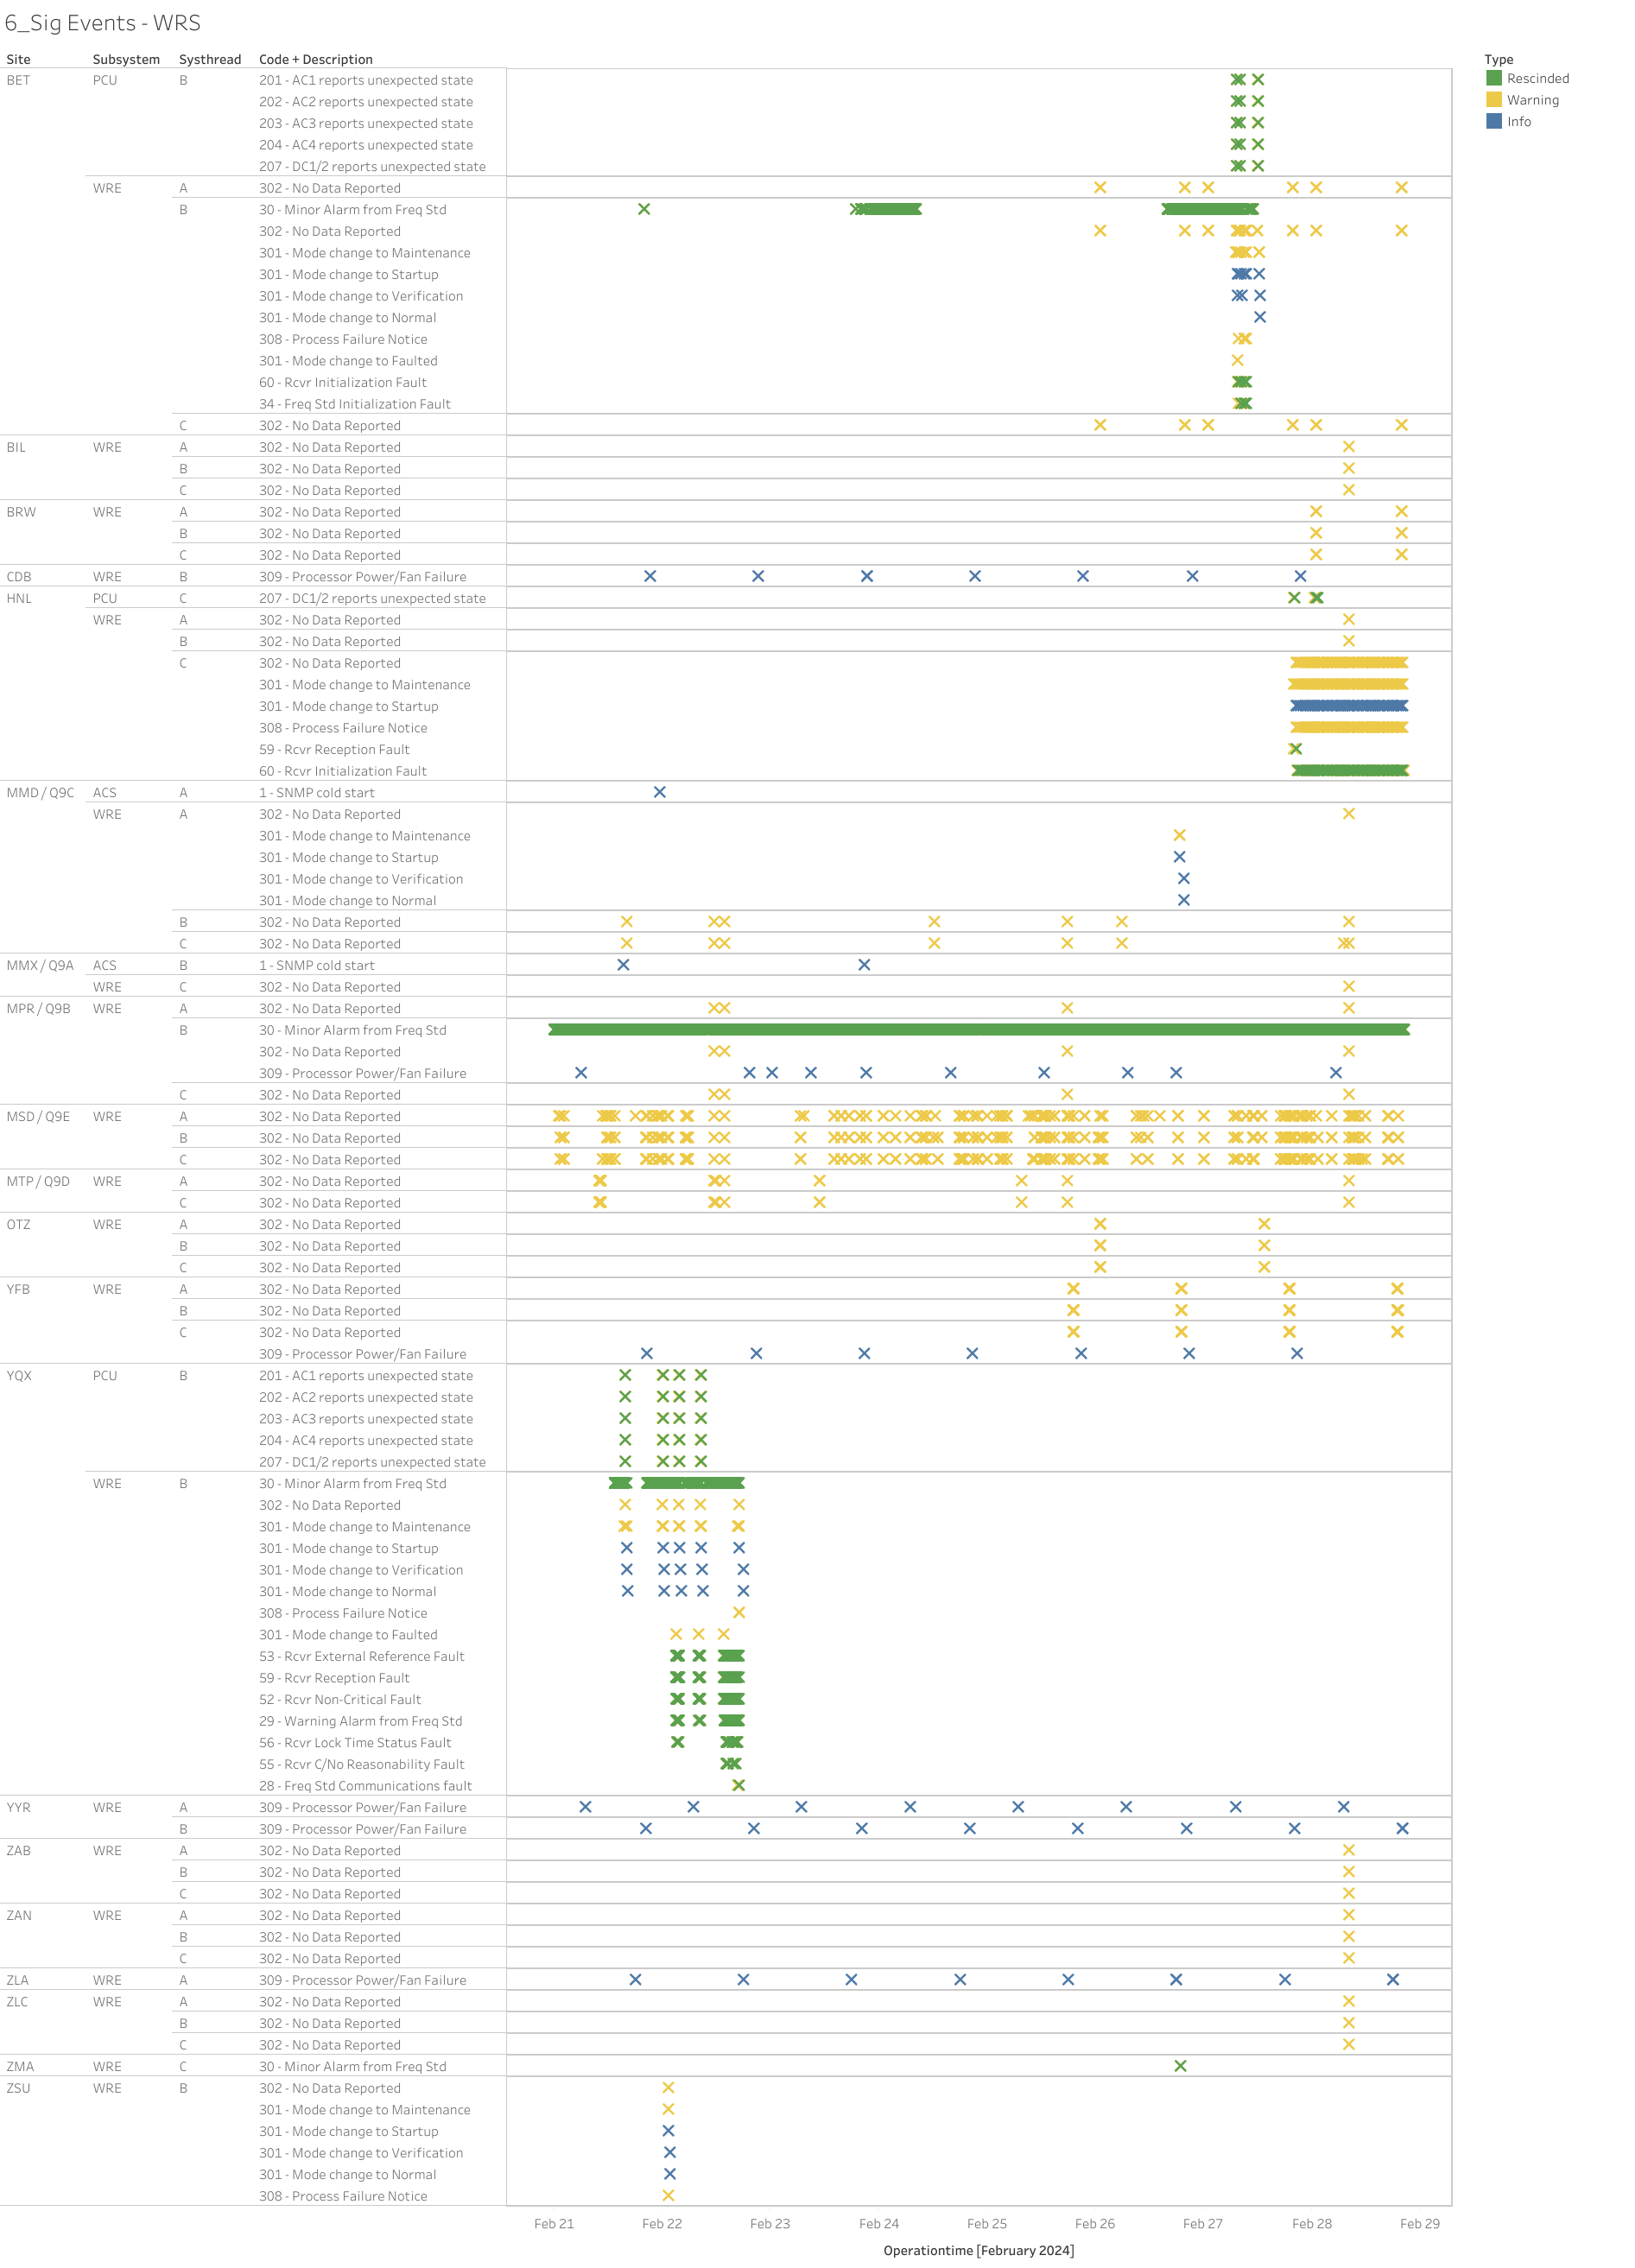 6_Sig Events - WRS
Site Subsystem Systhread Code + Description
Type
Rescinded
Warning
Info
BET PCU B 201 - AC1 reports unexpected state
202 - AC2 reports unexpected state
203 - AC3 reports unexpected state
204 - AC4 reports unexpected state
207 - DC1/2 reports unexpected state
WRE A 302 - No Data Reported
B 30 - Minor Alarm from Freq Std
302 - No Data Reported
301 - Mode change to Maintenance
301 - Mode change to Startup
301 - Mode change to Verification
301 - Mode change to Normal
308 - Process Failure Notice
301 - Mode change to Faulted
60 - Rcvr Initialization Fault
34 - Freq Std Initialization Fault
C 302 - No Data Reported
BIL WRE A 302 - No Data Reported
B 302 - No Data Reported
C 302 - No Data Reported
BRW WRE A 302 - No Data Reported
B 302 - No Data Reported
C 302 - No Data Reported
CDB WRE B 309 - Processor Power/Fan Failure
HNL PCU C 207 - DC1/2 reports unexpected state
WRE A 302 - No Data Reported
B 302 - No Data Reported
C 302 - No Data Reported
301 - Mode change to Maintenance
301 - Mode change to Startup
308 - Process Failure Notice
59 - Rcvr Reception Fault
60 - Rcvr Initialization Fault
MMD / Q9C ACS A 1 - SNMP cold start
WRE A 302 - No Data Reported
301 - Mode change to Maintenance
301 - Mode change to Startup
301 - Mode change to Verification
301 - Mode change to Normal
B 302 - No Data Reported
C 302 - No Data Reported
MMX / Q9A ACS B 1 - SNMP cold start
WRE C 302 - No Data Reported
MPR / Q9B WRE A 302 - No Data Reported
B 30 - Minor Alarm from Freq Std
302 - No Data Reported
309 - Processor Power/Fan Failure
C 302 - No Data Reported
MSD / Q9E WRE A 302 - No Data Reported
B 302 - No Data Reported
C 302 - No Data Reported
MTP / Q9D WRE A 302 - No Data Reported
C 302 - No Data Reported
OTZ WRE A 302 - No Data Reported
B 302 - No Data Reported
C 302 - No Data Reported
YFB WRE A 302 - No Data Reported
B 302 - No Data Reported
C 302 - No Data Reported
309 - Processor Power/Fan Failure
YQX PCU B 201 - AC1 reports unexpected state
202 - AC2 reports unexpected state
203 - AC3 reports unexpected state
204 - AC4 reports unexpected state
207 - DC1/2 reports unexpected state
WRE B 30 - Minor Alarm from Freq Std
302 - No Data Reported
301 - Mode change to Maintenance
301 - Mode change to Startup
301 - Mode change to Verification
301 - Mode change to Normal
308 - Process Failure Notice
301 - Mode change to Faulted
53 - Rcvr External Reference Fault
59 - Rcvr Reception Fault
52 - Rcvr Non-Critical Fault
29 - Warning Alarm from Freq Std
56 - Rcvr Lock Time Status Fault
55 - Rcvr C/No Reasonability Fault
28 - Freq Std Communications fault
YYR WRE A 309 - Processor Power/Fan Failure
B 309 - Processor Power/Fan Failure
ZAB WRE A 302 - No Data Reported
B 302 - No Data Reported
C 302 - No Data Reported
ZAN WRE A 302 - No Data Reported
B 302 - No Data Reported
C 302 - No Data Reported
ZLA WRE A 309 - Processor Power/Fan Failure
ZLC WRE A 302 - No Data Reported
B 302 - No Data Reported
C 302 - No Data Reported
ZMA WRE C 30 - Minor Alarm from Freq Std
ZSU WRE B 302 - No Data Reported
301 - Mode change to Maintenance
301 - Mode change to Startup
301 - Mode change to Verification
301 - Mode change to Normal
308 - Process Failure Notice
Feb 21 Feb 22 Feb 23 Feb 24 Feb 25 Feb 26 Feb 27 Feb 28 Feb 29
Operationtime [February 2024]